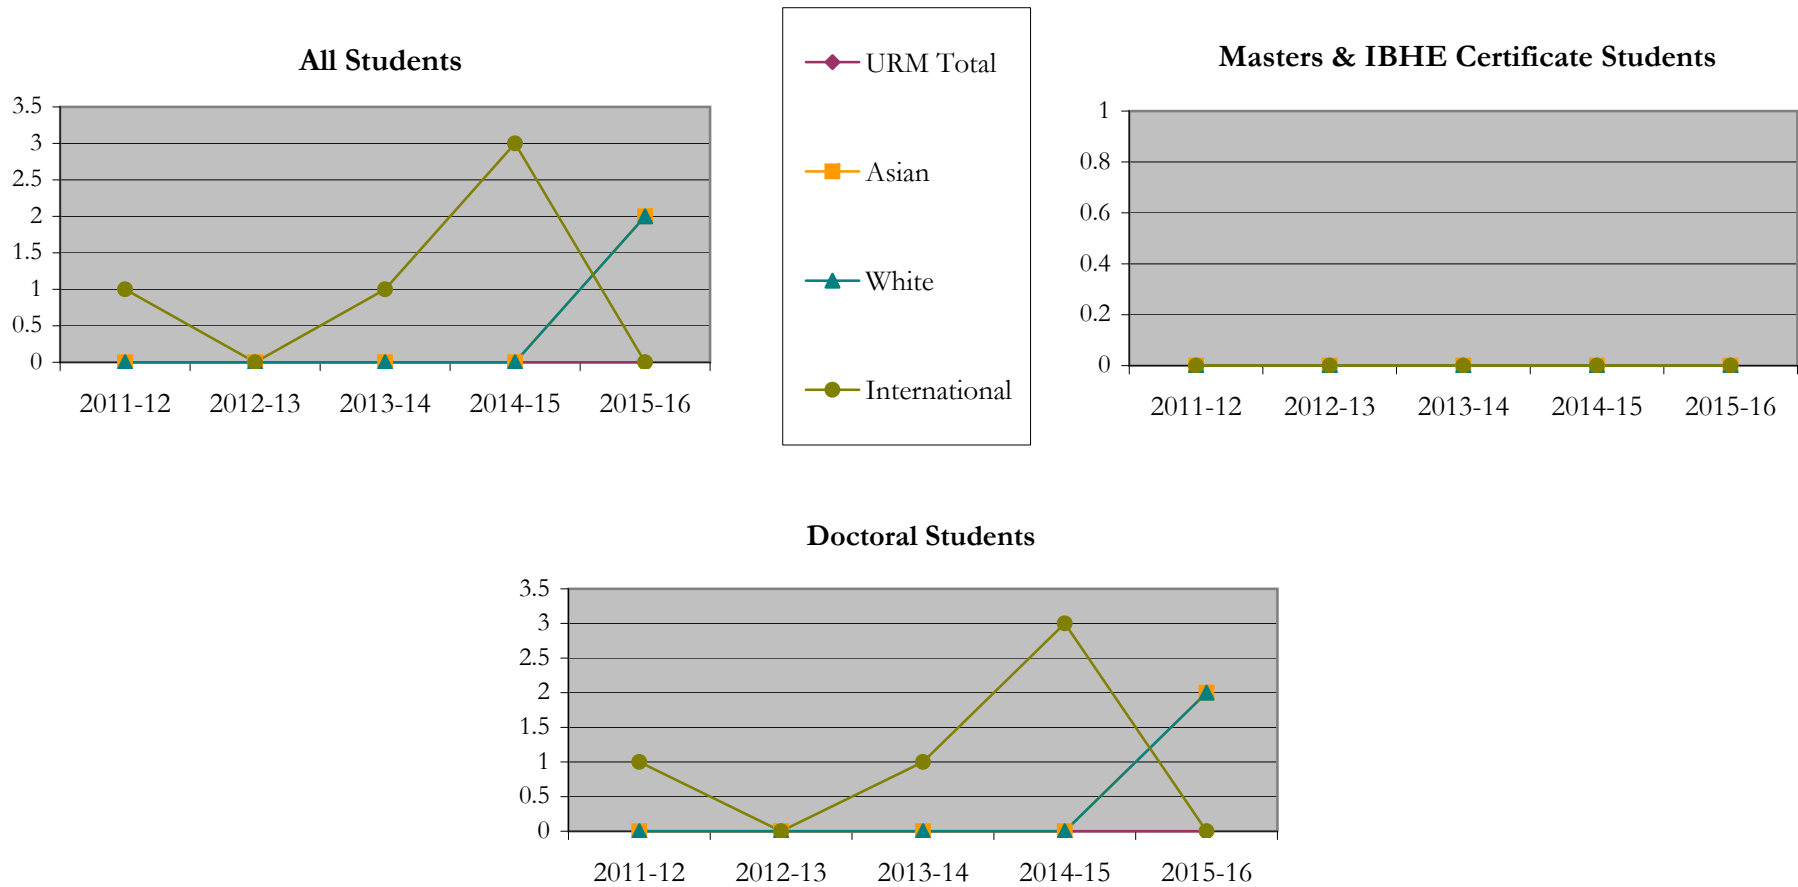 All Students
3.5
3
2.5
2
1.5
1
0.5
0
2011-12 2012-13 2013-14 2014-15 2015-16
URM Total
Asian
White
International
Masters & IBHE Certificate Students
1
0.8
0.6
0.4
0.2
0
2011-12 2012-13 2013-14 2014-15 2015-16
Doctoral Students
3.5
3
2.5
2
1.5
1
0.5
0
2011-12 2012-13 2013-14 2014-15 2015-16